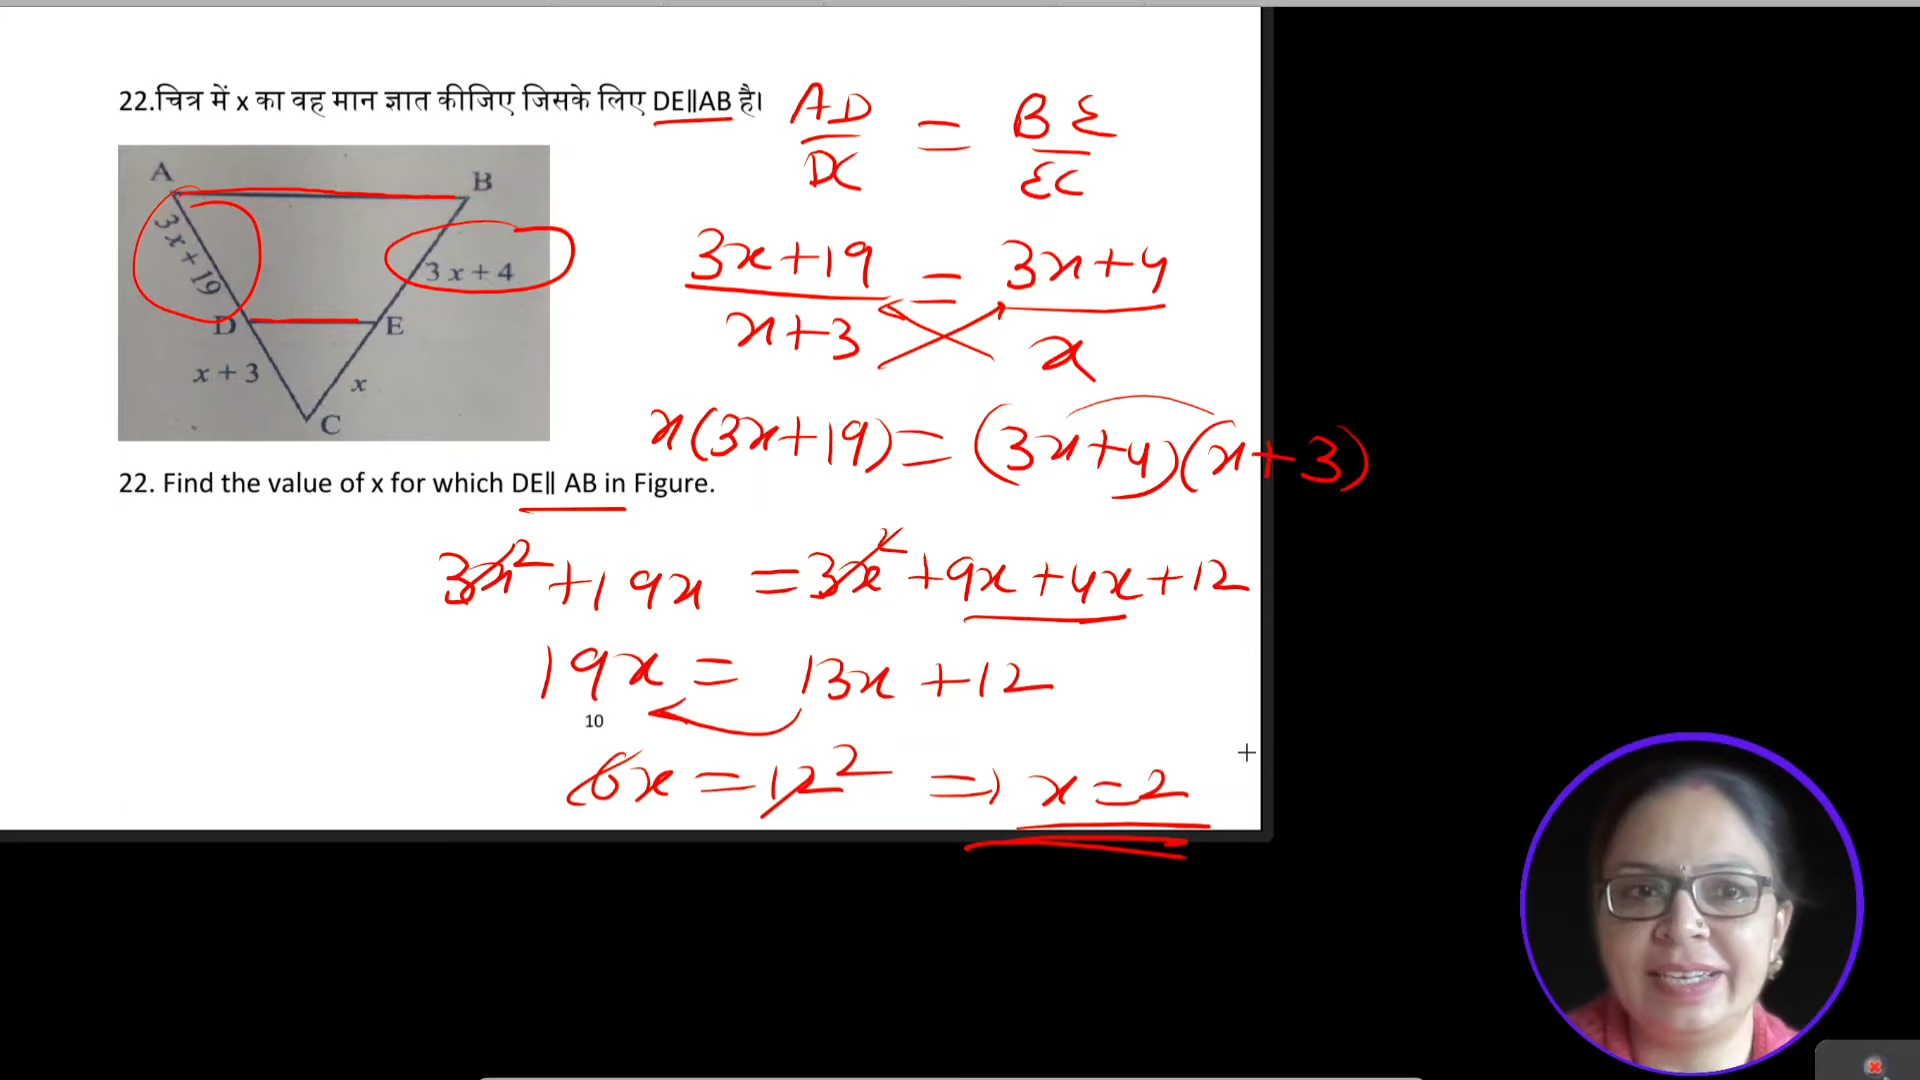 22.चित्र में x का वह मान ज्ञात कीजिए जिसके लिए DE∥AB है।
AD/DC = BE/EC
A
B
3x+19
3x+4
D
E
x+3
x
C
3x+19/x+3 = 3x+4/x
x(3x+19)=(3x+4)(x+3)
22. Find the value of x for which DE∥ AB in Figure.
3x²+19x =3x²+9x+4x+12
19x = 13x+12
10
6x=12 2 ⇒ x=2